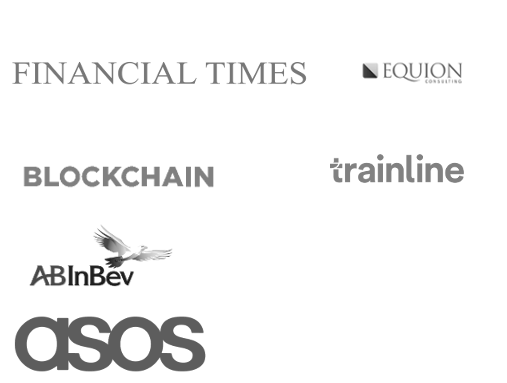 FINANCIAL TIMES
EQUION
CONSULTING
BLOCKCHAIN
trainline
ABInBev
asos